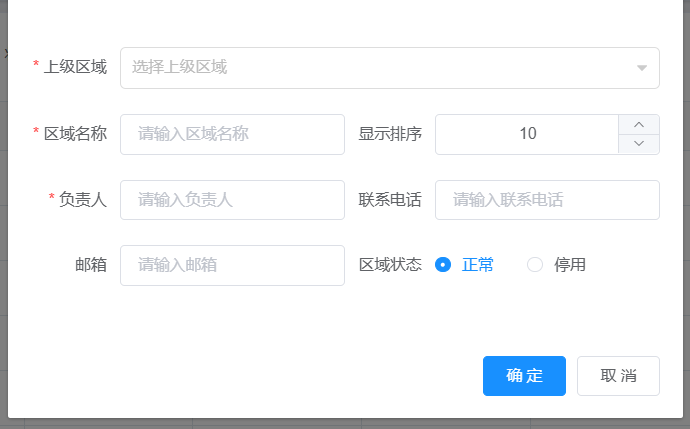 * 上级区域 选择上级区域
* 区域名称 请输入区域名称 显示排序 10
* 负责人 请输入负责人 联系电话 请输入联系电话
邮箱 请输入邮箱 区域状态 正常 停用
确 定 取 消